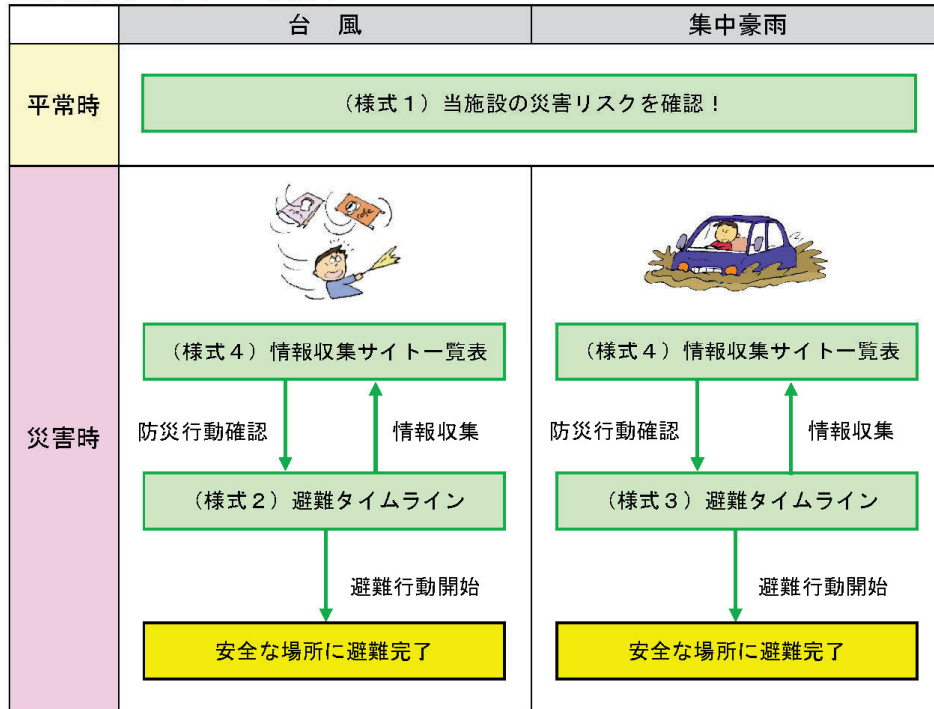 台　風
集中豪雨
平常時
（様式１）当施設の災害リスクを確認！
災害時
（様式４）情報収集サイト一覧表
防災行動確認
情報収集
（様式２）避難タイムライン
避難行動開始
安全な場所に避難完了
（様式４）情報収集サイト一覧表
防災行動確認
情報収集
（様式３）避難タイムライン
避難行動開始
安全な場所に避難完了